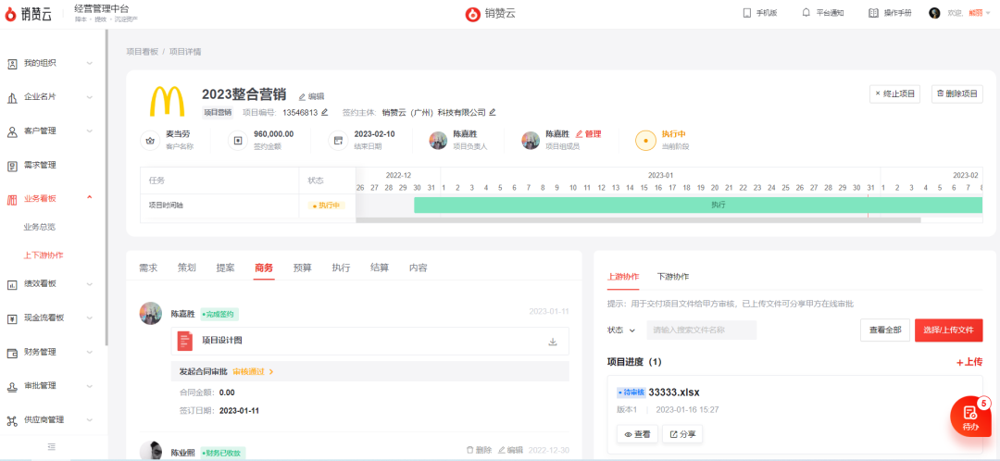 销赞云
经营管理中台
降本 · 提效 · 沉淀资产
销赞云
手机版
平台通知
操作手册
欢迎, 熊丽
我的组织
企业名片
客户管理
需求管理
业务看板
业务总览
上下游协作
绩效看板
现金流看板
财务管理
审批管理
供应商管理
项目看板 / 项目详情
2023整合营销 编辑
项目营销 项目编号: 13546813 签约主体: 销赞云（广州）科技有限公司
× 终止项目 删除项目
麦当劳
客户名称
960,000.00
签约金额
2023-02-10
结束日期
陈嘉胜
项目负责人
陈嘉胜 管理
项目组成员
执行中
当前阶段
任务 状态
2022-12 2023-01 2023-02
26 27 28 29 30 31 1 2 3 4 5 6 7 8 9 10 11 12 13 14 15 16 17 18 19 20 21 22 23 24 25 26 27 28 29 30 31 1 2 3 4 5 6 7 8
项目时间轴 执行中 执行
需求 策划 提案 商务 预算 执行 结算 内容
陈嘉胜 完成签约 2023-01-11
项目设计图
发起合同审批 审核通过 >
合同金额: 0.00
签订日期: 2023-01-11
陈业熙 财务已收款 删除 编辑 2022-12-30
上游协作 下游协作
提示：用于交付项目文件给甲方审核，已上传文件可分享甲方在线审批
状态 请输入搜索文件名称 查看全部 选择/上传文件
项目进度（1） +上传
待审核 33333.xlsx
版本1 2023-01-16 15:27
查看 分享
5
待办